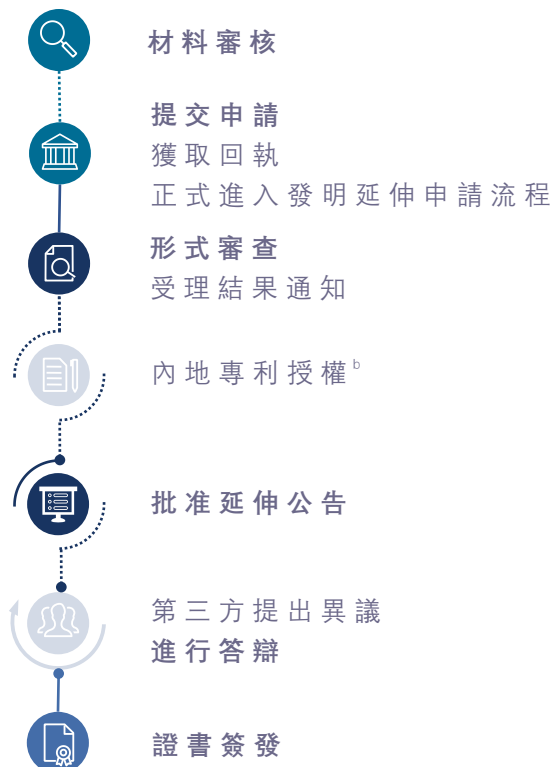 材料審核
提交申請
獲取回執
正式進入發明延伸申請流程
形式審查
受理結果通知
內地專利授權ᵇ
批准延伸公告
第三方提出異議
進行答辯
證書簽發